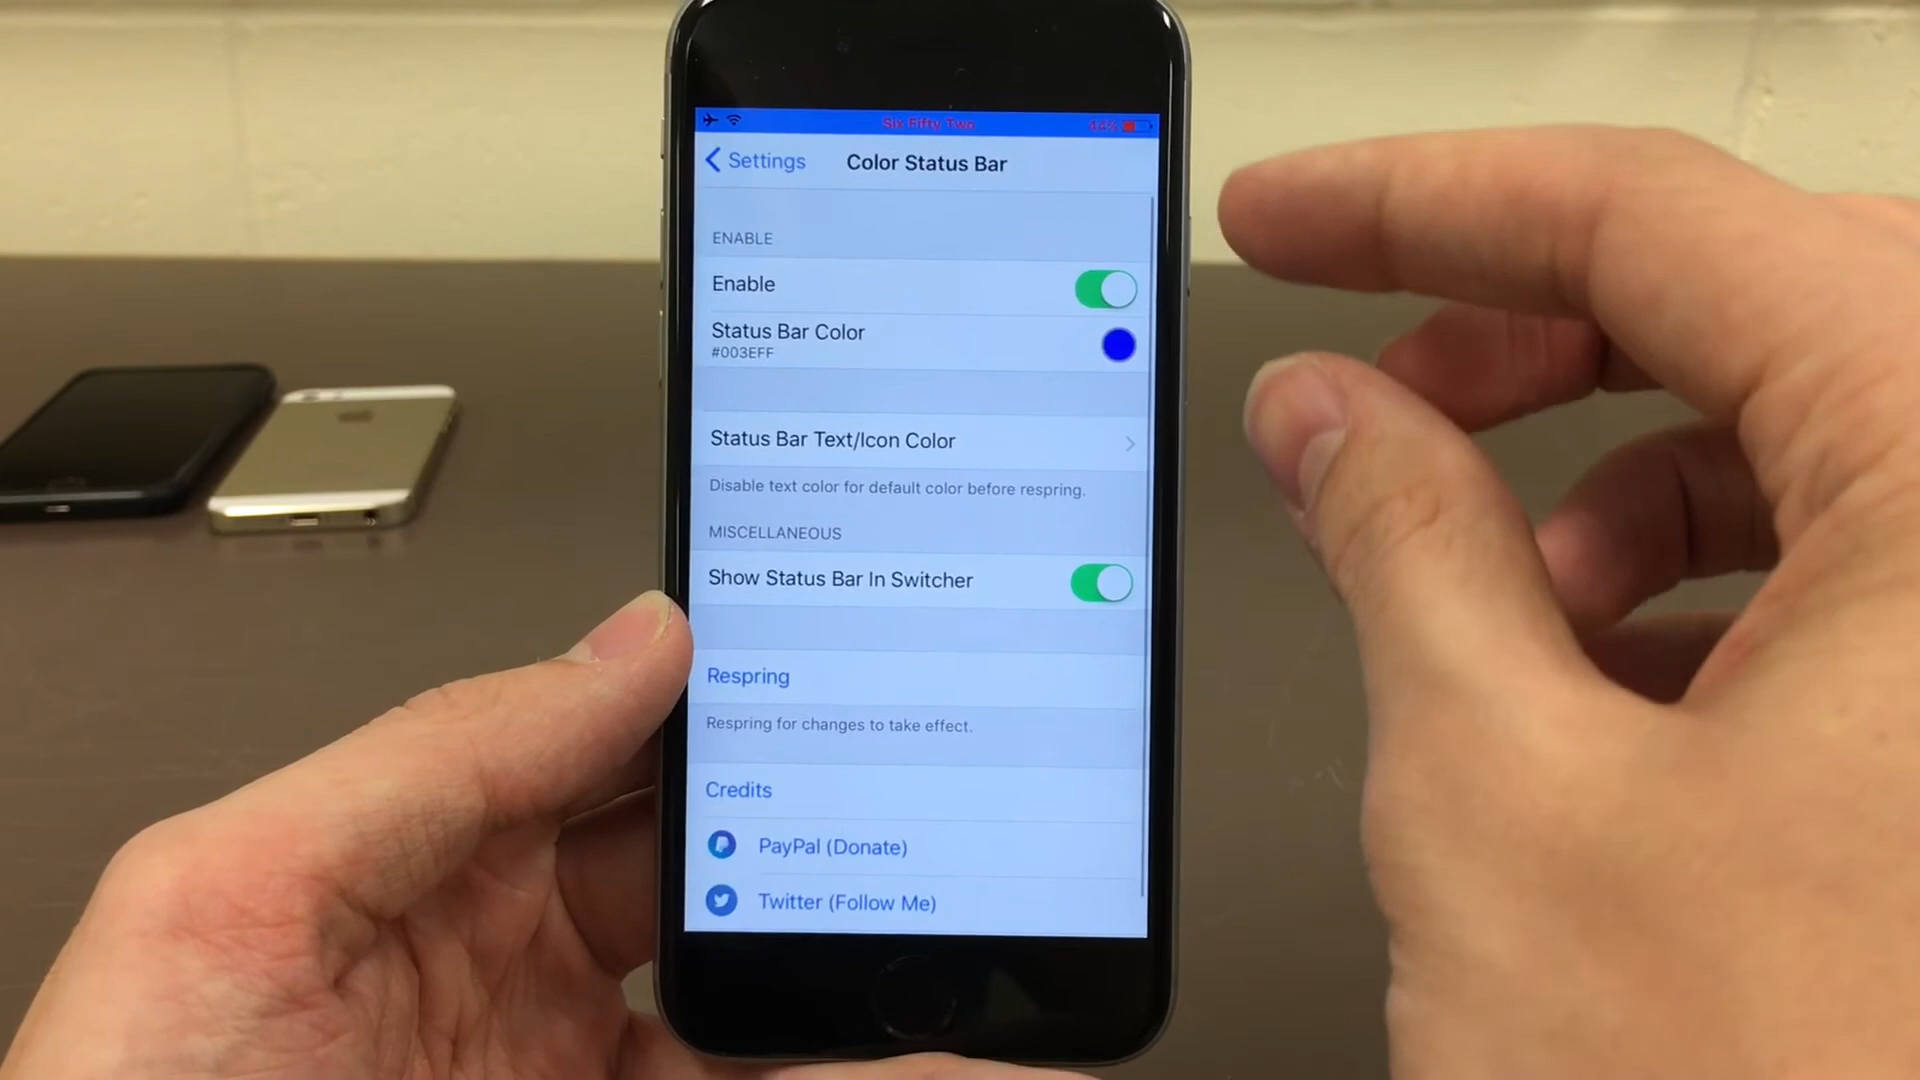 Six Fifty Two
44%
Settings
Color Status Bar
ENABLE
Enable
Status Bar Color
#003EFF
Status Bar Text/Icon Color
Disable text color for default color before respring.
MISCELLANEOUS
Show Status Bar In Switcher
Respring
Respring for changes to take effect.
Credits
PayPal (Donate)
Twitter (Follow Me)